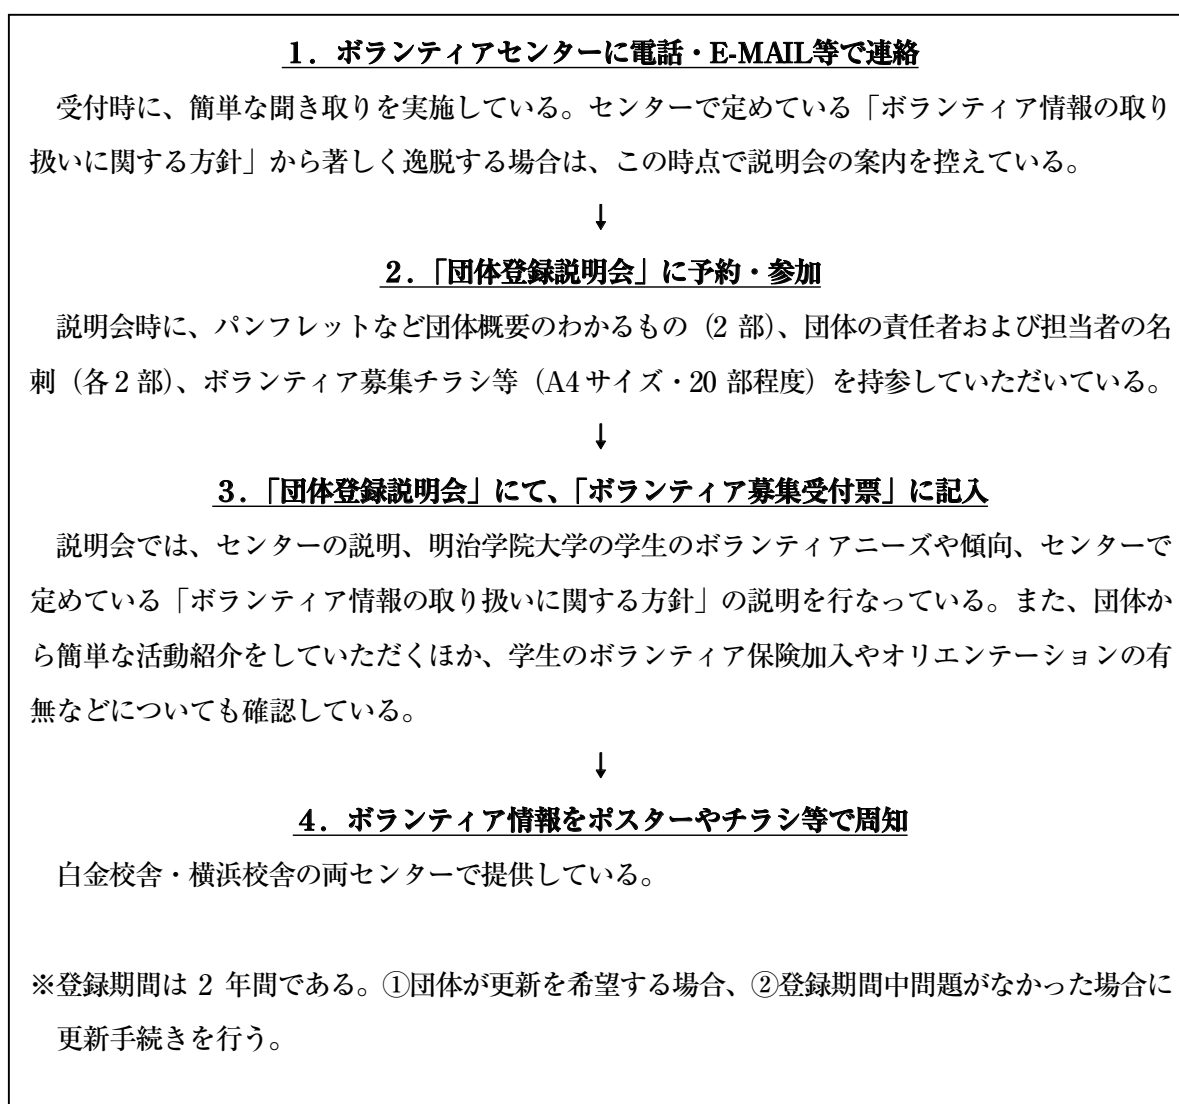 １．ボランティアセンターに電話・E-MAIL等で連絡
受付時に、簡単な聞き取りを実施している。センターで定めている「ボランティア情報の取り
扱いに関する方針」から著しく逸脱する場合は、この時点で説明会の案内を控えている。
↓
２．「団体登録説明会」に予約・参加
説明会時に、パンフレットなど団体概要のわかるもの（2 部）、団体の責任者および担当者の名
刺（各 2 部）、ボランティア募集チラシ等（A4 サイズ・20 部程度）を持参していただいている。
↓
３．「団体登録説明会」にて、「ボランティア募集受付票」に記入
説明会では、センターの説明、明治学院大学の学生のボランティアニーズや傾向、センターで
定めている「ボランティア情報の取り扱いに関する方針」の説明を行なっている。また、団体か
ら簡単な活動紹介をしていただくほか、学生のボランティア保険加入やオリエンテーションの有
無などについても確認している。
↓
４．ボランティア情報をポスターやチラシ等で周知
白金校舎・横浜校舎の両センターで提供している。
※登録期間は 2 年間である。①団体が更新を希望する場合、②登録期間中問題がなかった場合に
更新手続きを行う。